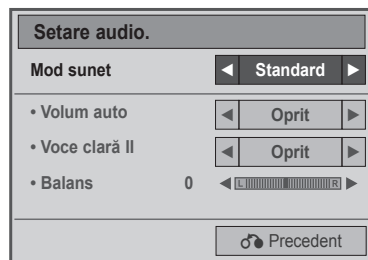 Setare audio.
Mod sunet ◄ Standard ►
• Volum auto ◄ Oprit ►
• Voce clară II ◄ Oprit ►
• Balans 0 ◄ L R ►
Precedent